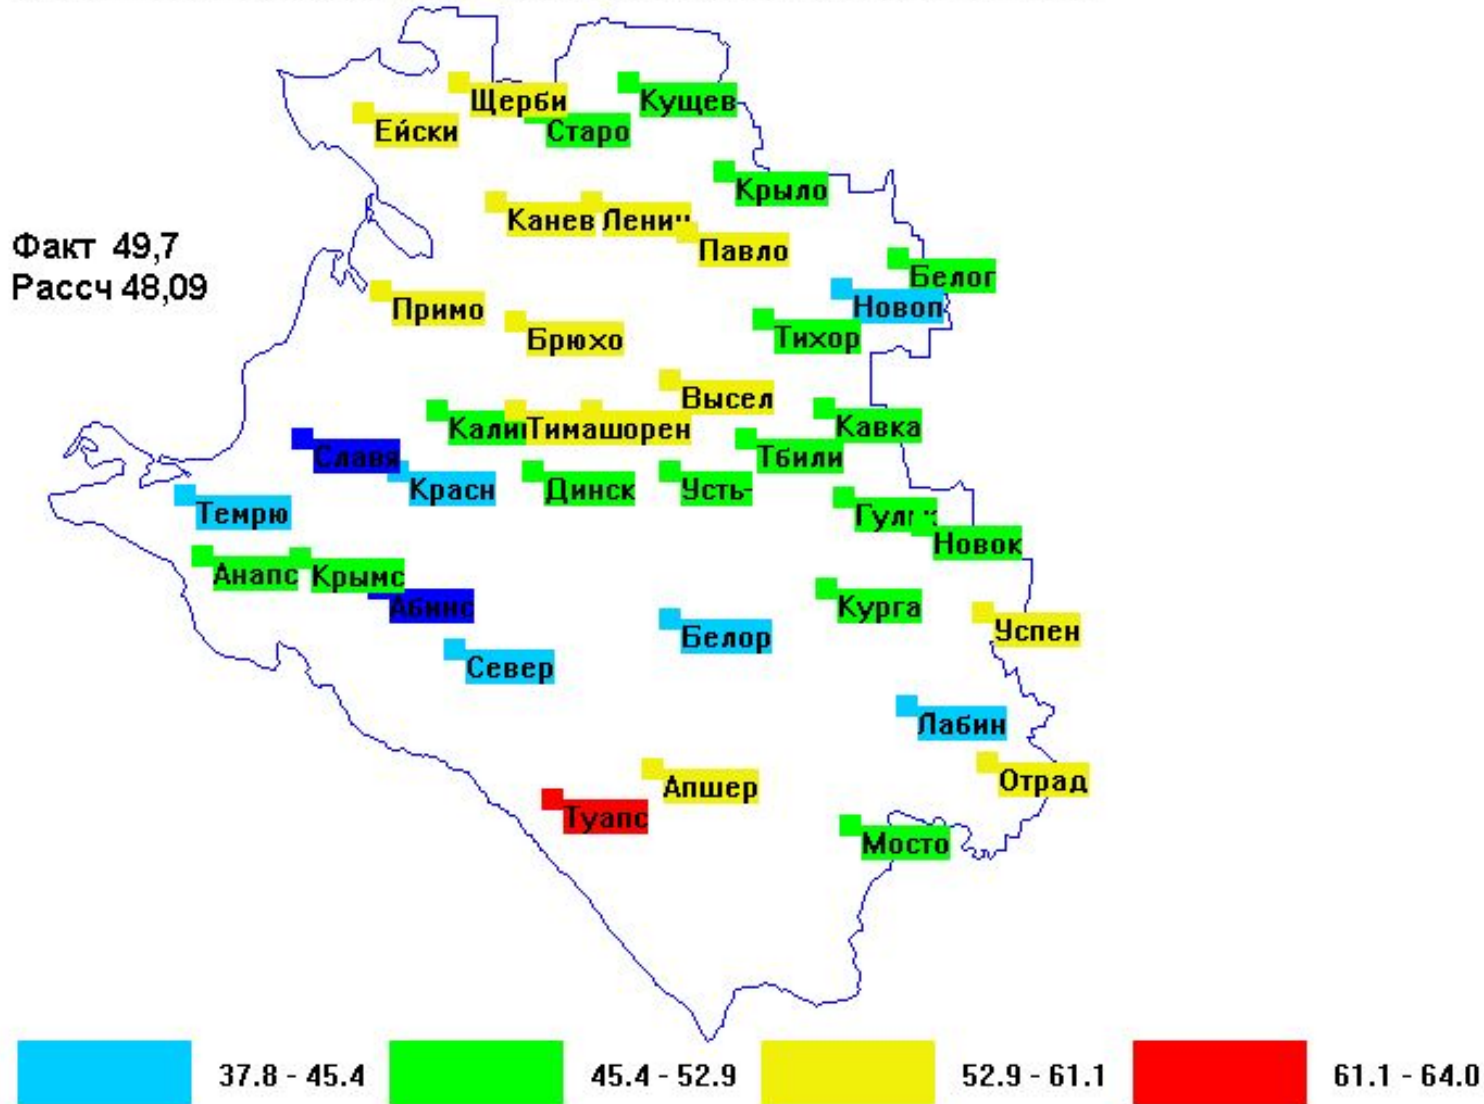 Щерби
Кущев
Ейски
Старо
Крыло
Канев
Павло
Факт 49,7
Рассч 48,09
Белог
Новоп
Примо
Брюхо
Тихор
Высел
Тимашорен
Кавка
Славя
Тбили
Красн
Динск
Усть-
Темрю
Новок
Анапс
Крымс
Абинс
Курга
Белор
Успен
Север
Лабин
Апшер
Отрад
Туапс
Мосто
37.8 - 45.4
45.4 - 52.9
52.9 - 61.1
61.1 - 64.0